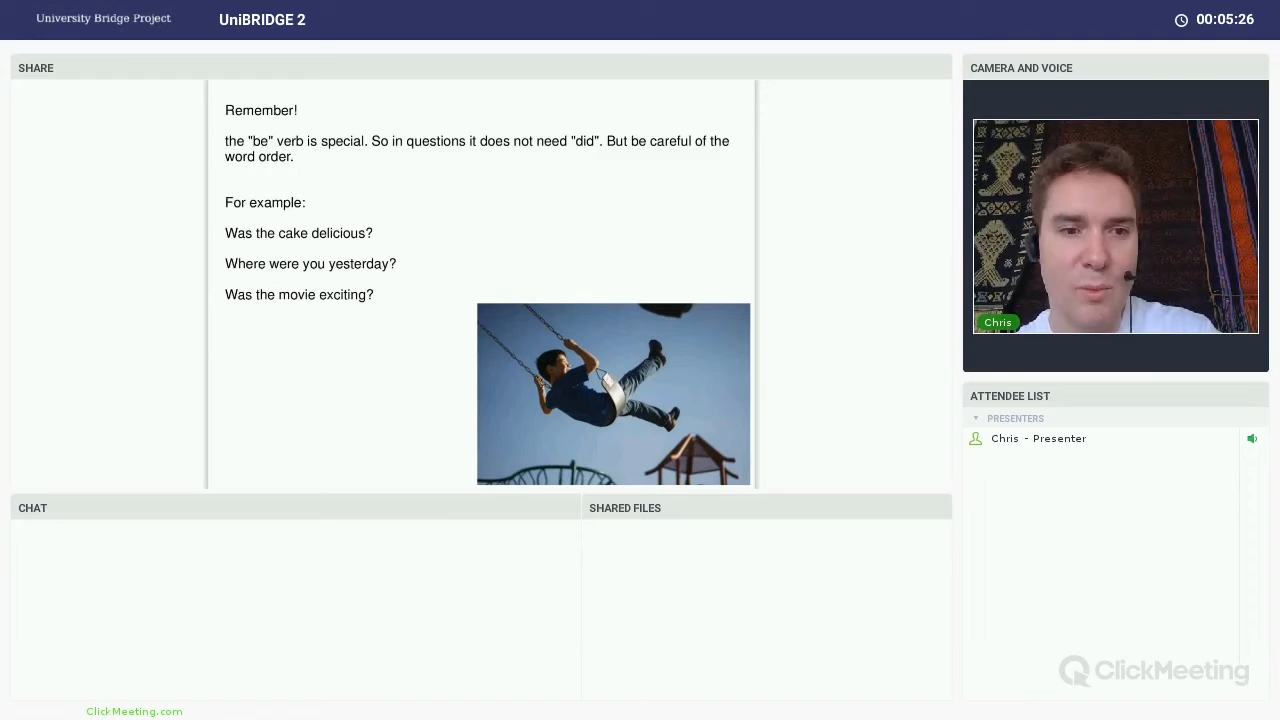 University Bridge Project
UniBRIDGE 2
00:05:26
SHARE
Remember!
the "be" verb is special. So in questions it does not need "did". But be careful of the
word order.
For example:
Was the cake delicious?
Where were you yesterday?
Was the movie exciting?
CAMERA AND VOICE
Chris
ATTENDEE LIST
PRESENTERS
Chris - Presenter
CHAT
SHARED FILES
ClickMeeting
ClickMeeting.com